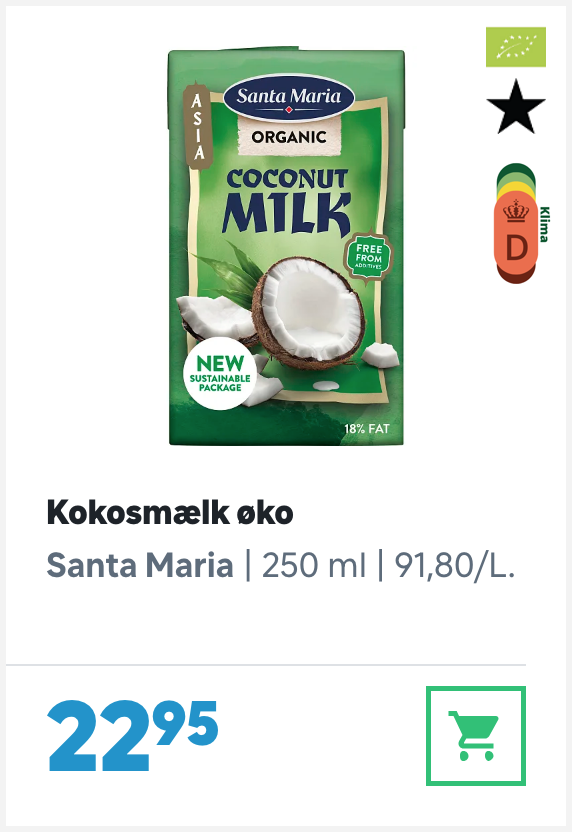 Santa Maria
ASIA
ORGANIC
COCONUT
MILK
FREE
FROM
ADDITIVES
NEW
SUSTAINABLE
PACKAGE
18% FAT
D
Klima
Kokosmælk øko
Santa Maria | 250 ml | 91,80/L.
22 95